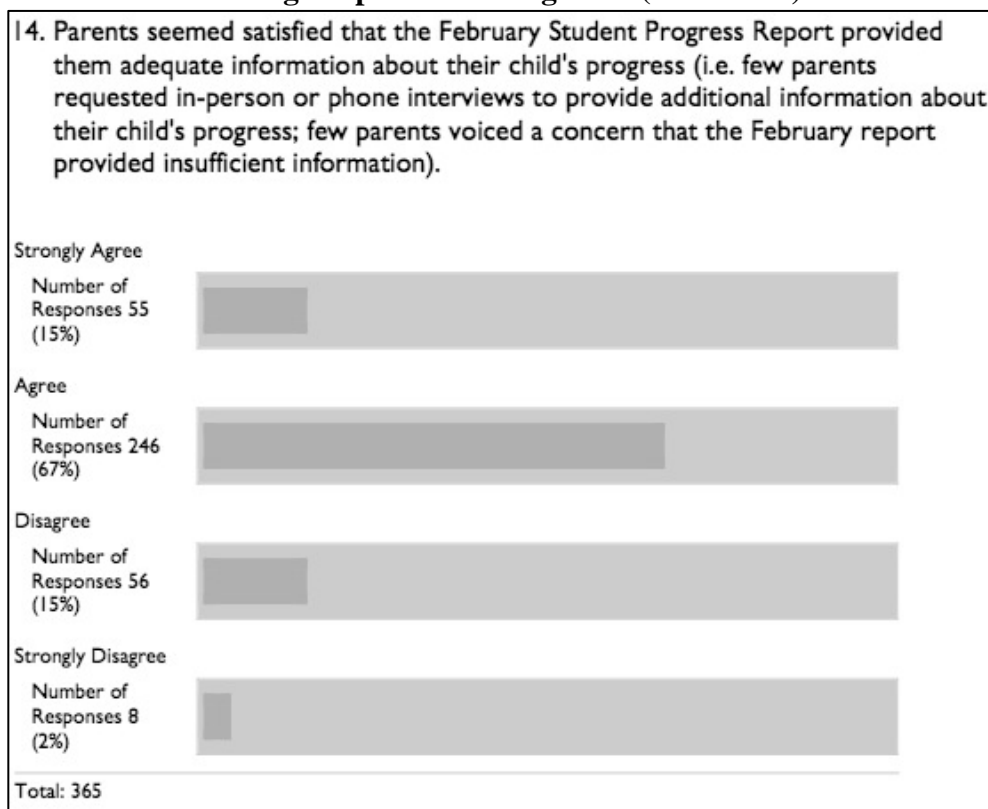 14. Parents seemed satisfied that the February Student Progress Report provided
them adequate information about their child's progress (i.e. few parents
requested in-person or phone interviews to provide additional information about
their child's progress; few parents voiced a concern that the February report
provided insufficient information).
Strongly Agree
Number of
Responses 55
(15%)
Agree
Number of
Responses 246
(67%)
Disagree
Number of
Responses 56
(15%)
Strongly Disagree
Number of
Responses 8
(2%)
Total: 365